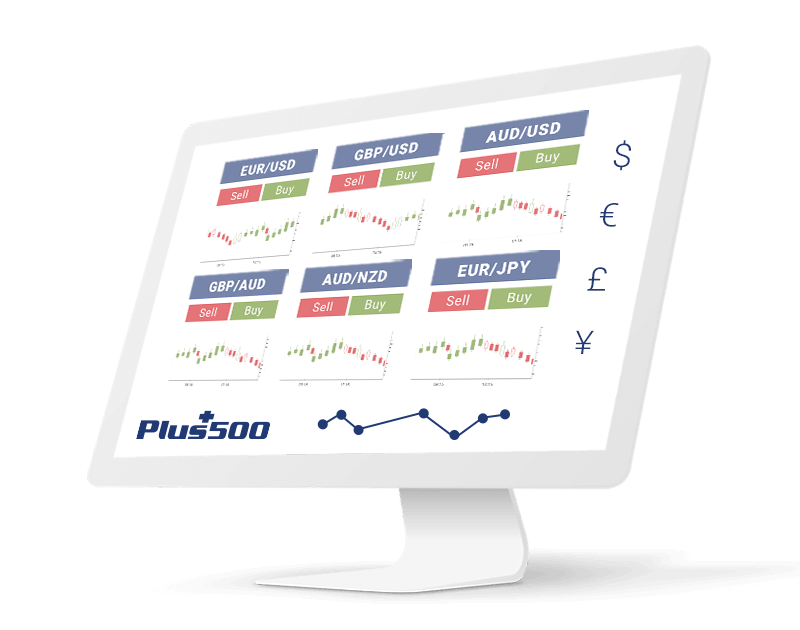 EUR/USD
Sell Buy
GBP/USD
Sell Buy
AUD/USD
Sell Buy
$
€
GBP/AUD
Sell Buy
AUD/NZD
Sell Buy
EUR/JPY
Sell Buy
£
¥
Plus500